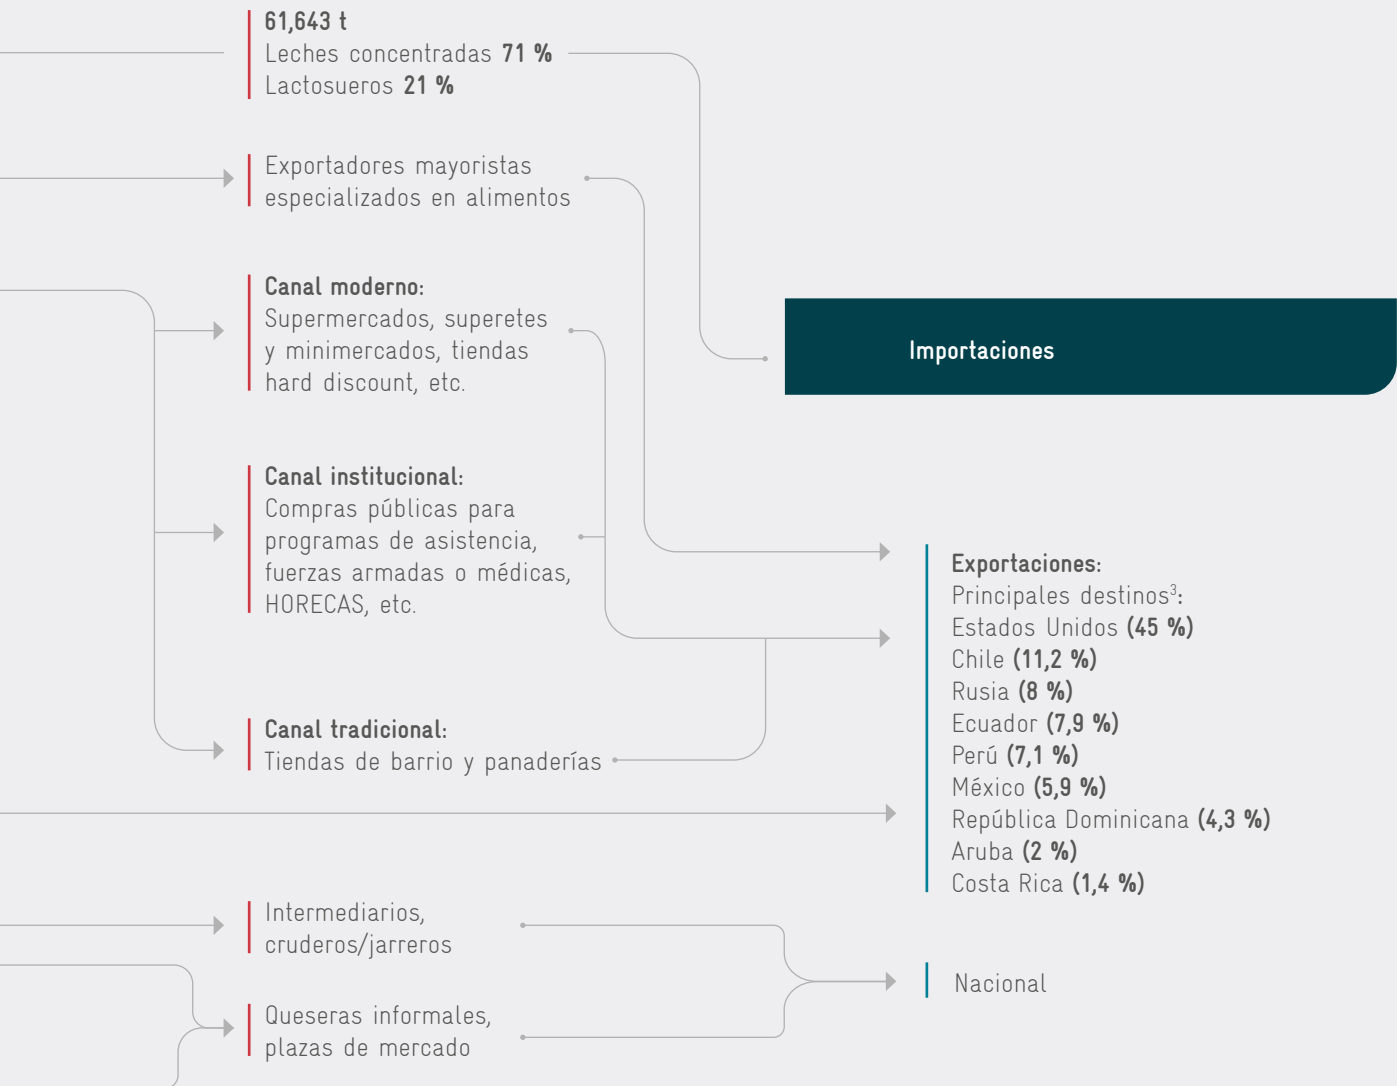 61,643 t
Leches concentradas 71 %
Lactosueros 21 %
Exportadores mayoristas
especializados en alimentos
Canal moderno:
Supermercados, superetes
y minimercados, tiendas
hard discount, etc.
Importaciones
Canal institucional:
Compras públicas para
programas de asistencia,
fuerzas armadas o médicas,
HORECAS, etc.
Canal tradicional:
Tiendas de barrio y panaderías
Exportaciones:
Principales destinos³:
Estados Unidos (45 %)
Chile (11,2 %)
Rusia (8 %)
Ecuador (7,9 %)
Perú (7,1 %)
México (5,9 %)
República Dominicana (4,3 %)
Aruba (2 %)
Costa Rica (1,4 %)
Intermediarios,
cruderos/jarreros
Queseras informales,
plazas de mercado
Nacional